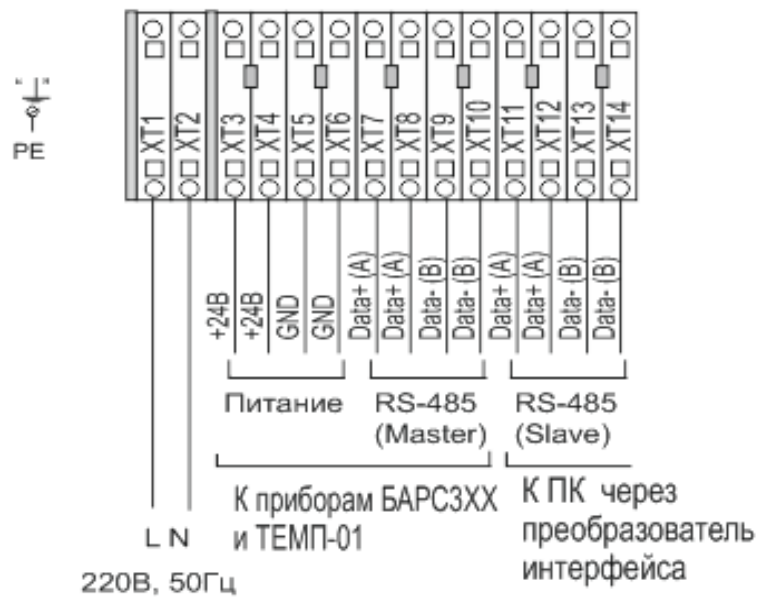 PE
XT1
XT2
XT3
XT4
XT5
XT6
XT7
XT8
XT9
XT10
XT11
XT12
XT13
XT14
+24В
+24В
GND
GND
Data+ (A)
Data+ (A)
Data- (B)
Data- (B)
Data+ (A)
Data+ (A)
Data- (B)
Data- (B)
Питание
RS-485
(Master)
RS-485
(Slave)
L N
220В, 50Гц
К приборам БАРС3ХХ
и ТЕМП-01
К ПК через
преобразователь
интерфейса